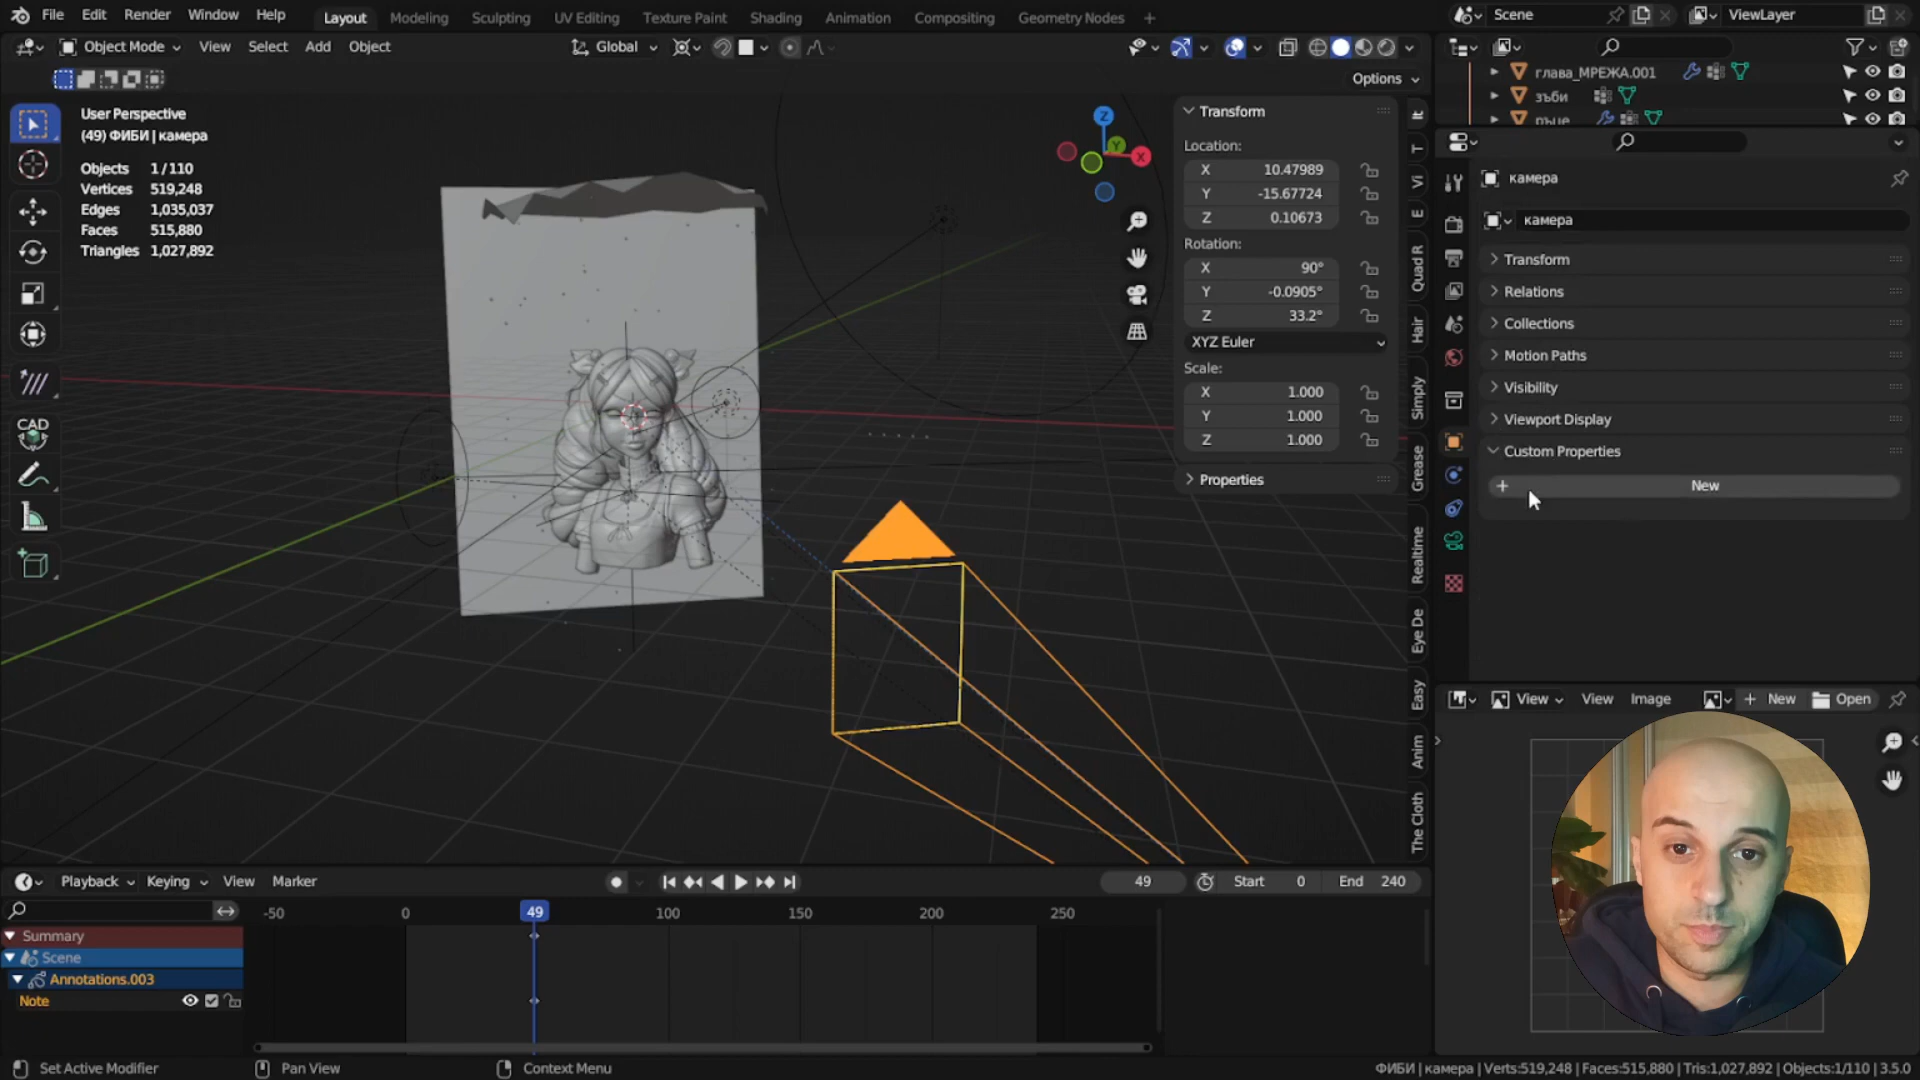 File Edit Render Window Help Layout Modeling Sculpting UV Editing Texture Paint Shading Animation Compositing Geometry Nodes + Scene ViewLayer
Object Mode View Select Add Object Global
Options
User Perspective
(49) ФИБИ | камера
Objects 1 / 110
Vertices 519,248
Edges 1,035,037
Faces 515,880
Triangles 1,027,892
CAD
Z
Y
X
Transform
Location:
X 10.47989
Y -15.67724
Z 0.10673
Rotation:
X 90°
Y -0.0905°
Z 33.2°
XYZ Euler
Scale:
X 1.000
Y 1.000
Z 1.000
Properties
It
T
Vi
E
Quad R
Hair
Simply
Grease
Realtime
Eye De
Easy
Anim
The Cloth
глава_МРЕЖА.001
зъби
ръце
камера
камера
Transform
Relations
Collections
Motion Paths
Visibility
Viewport Display
Custom Properties
+ New
View View Image + New Open
Playback Keying View Marker 49 Start 0 End 240
-50 0 49 100 150 200 250
Summary
Scene
Annotations.003
Note
Set Active Modifier Pan View Context Menu ФИБИ | камера | Verts:519,248 | Faces:515,880 | Tris:1,027,892 | Objects:1/110 | 3.5.0